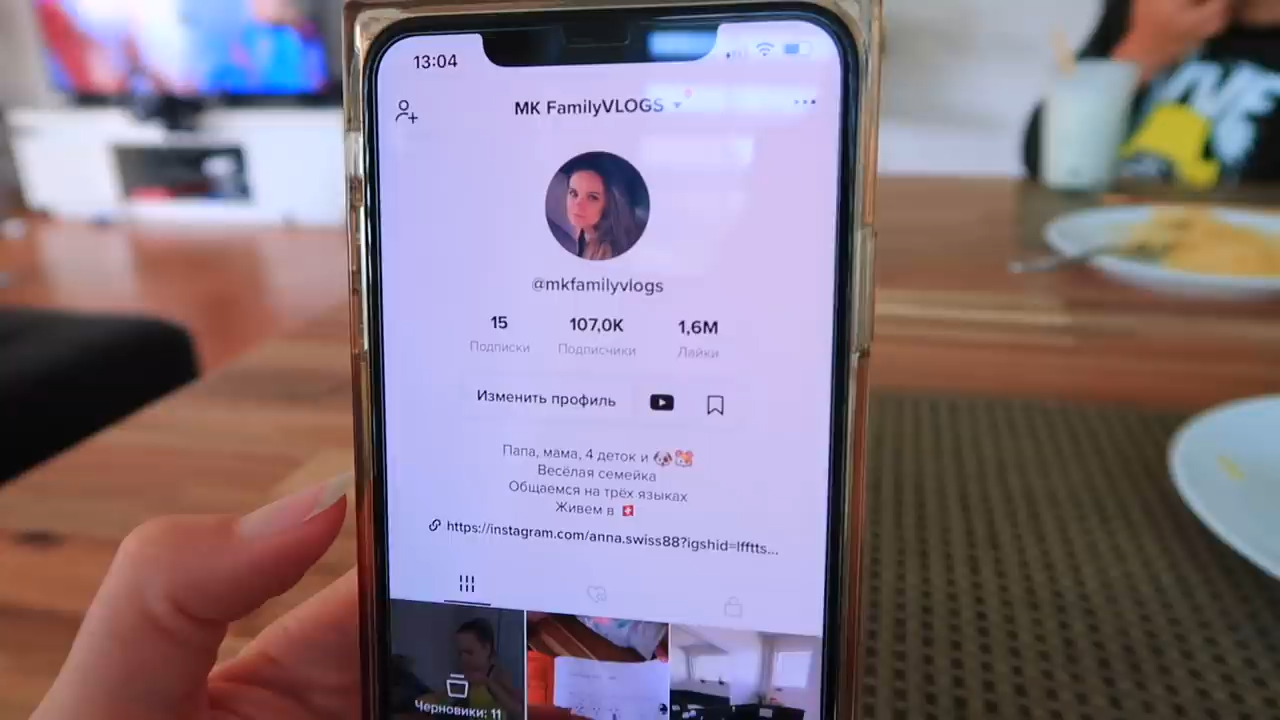 13:04
MK FamilyVLOGS
@mkfamilyvlogs
15 107,0K 1,6M
Подписки Подписчики Лайки
Изменить профиль
Папа, мама, 4 деток и 🐶🐹
Весёлая семейка
Общаемся на трёх языках
Живем в 🇨🇭
https://instagram.com/anna.swiss88?igshid=lfftts...
Черновики: 11